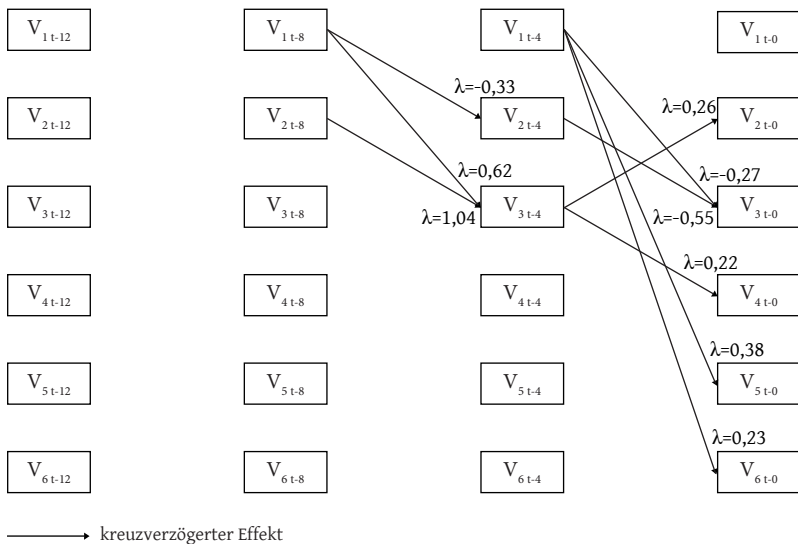 V1 t-12 V1 t-8 V1 t-4 V1 t-0
λ=-0,33
λ=0,26
V2 t-12 V2 t-8 V2 t-4 V2 t-0
λ=0,62
λ=-0,27
V3 t-12 V3 t-8 V3 t-4 V3 t-0
λ=1,04
λ=-0,55
λ=0,22
V4 t-12 V4 t-8 V4 t-4 V4 t-0
λ=0,38
V5 t-12 V5 t-8 V5 t-4 V5 t-0
λ=0,23
V6 t-12 V6 t-8 V6 t-4 V6 t-0
kreuzverzögerter Effekt